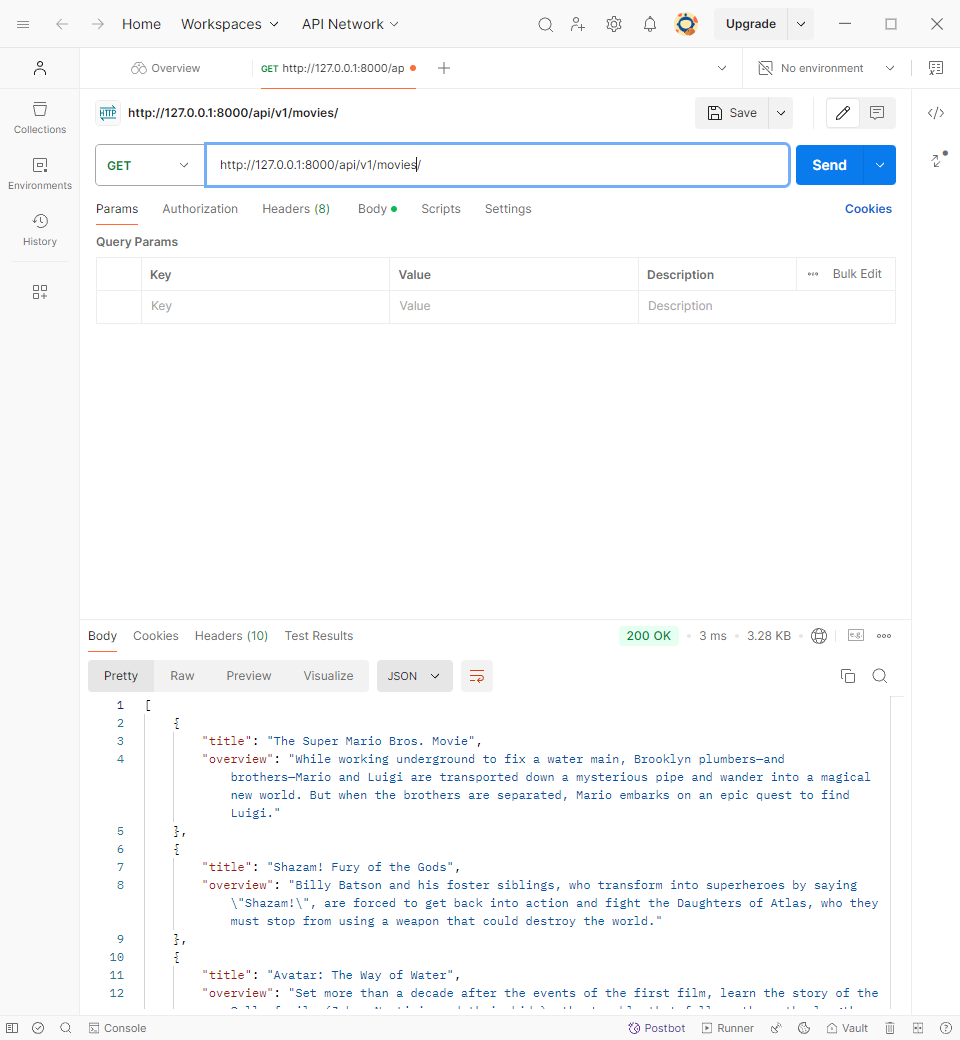 Home Workspaces API Network Upgrade
Overview GET http://127.0.0.1:8000/ap No environment
HTTP http://127.0.0.1:8000/api/v1/movies/ Save
Collections
Environments
History
GET http://127.0.0.1:8000/api/v1/movies/ Send
Params Authorization Headers (8) Body Scripts Settings Cookies
Query Params
Key Value Description Bulk Edit
Key Value Description
Body Cookies Headers (10) Test Results 200 OK 3 ms 3.28 KB e.g.
Pretty Raw Preview Visualize JSON
1 [
2 {
3 "title": "The Super Mario Bros. Movie",
4 "overview": "While working underground to fix a water main, Brooklyn plumbers—and
brothers—Mario and Luigi are transported down a mysterious pipe and wander into a magical
new world. But when the brothers are separated, Mario embarks on an epic quest to find
Luigi."
5 },
6 {
7 "title": "Shazam! Fury of the Gods",
8 "overview": "Billy Batson and his foster siblings, who transform into superheroes by saying
\"Shazam!\", are forced to get back into action and fight the Daughters of Atlas, who they
must stop from using a weapon that could destroy the world."
9 },
10 {
11 "title": "Avatar: The Way of Water",
12 "overview": "Set more than a decade after the events of the first film, learn the story of the
Console Postbot Runner Vault